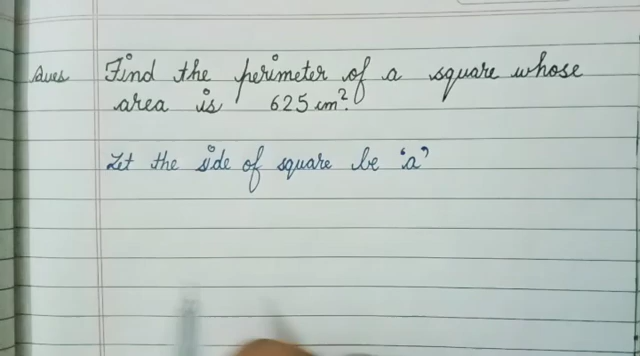 Ques Find the perimeter of a square whose
area is 625 cm².
Let the side of square be 'a'